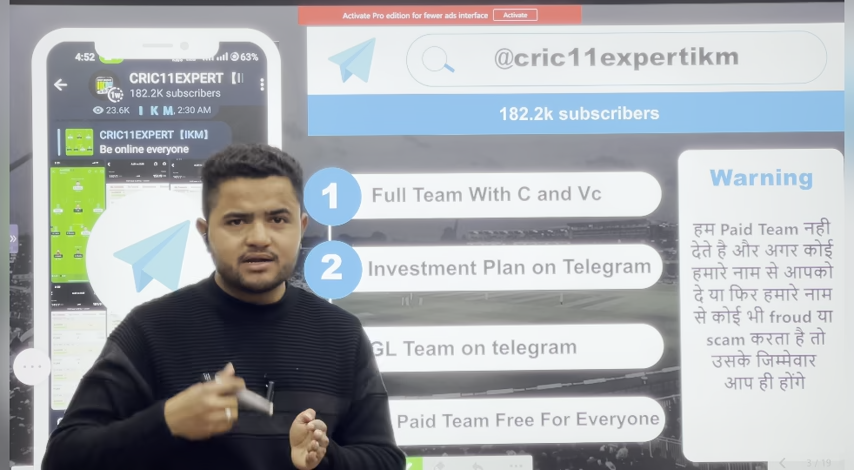 Activate Pro edition for fewer ads interface
Activate
@cric11expertikm
182.2k subscribers
4:52
63%
CRIC11EXPERT
182.2k subscribers
23.6K I K M, 2:30 AM
CRIC11EXPERT【IKM】
Be online everyone
1 Full Team With C and Vc
2 Investment Plan on Telegram
GL Team on telegram
Paid Team Free For Everyone
Warning
हम Paid Team नही
देते है और अगर कोई
हमारे नाम से आपको
दे या फिर हमारे नाम
से कोई भी froud या
scam करता है तो
उसके जिम्मेवार
आप ही होंगे